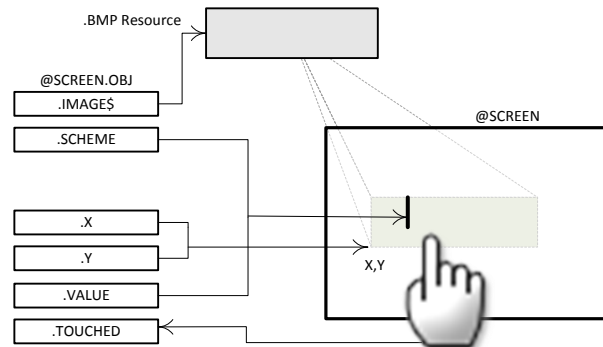 .BMP Resource
@SCREEN.OBJ
.IMAGE$
.SCHEME
@SCREEN
.X
.Y
X,Y
.VALUE
.TOUCHED